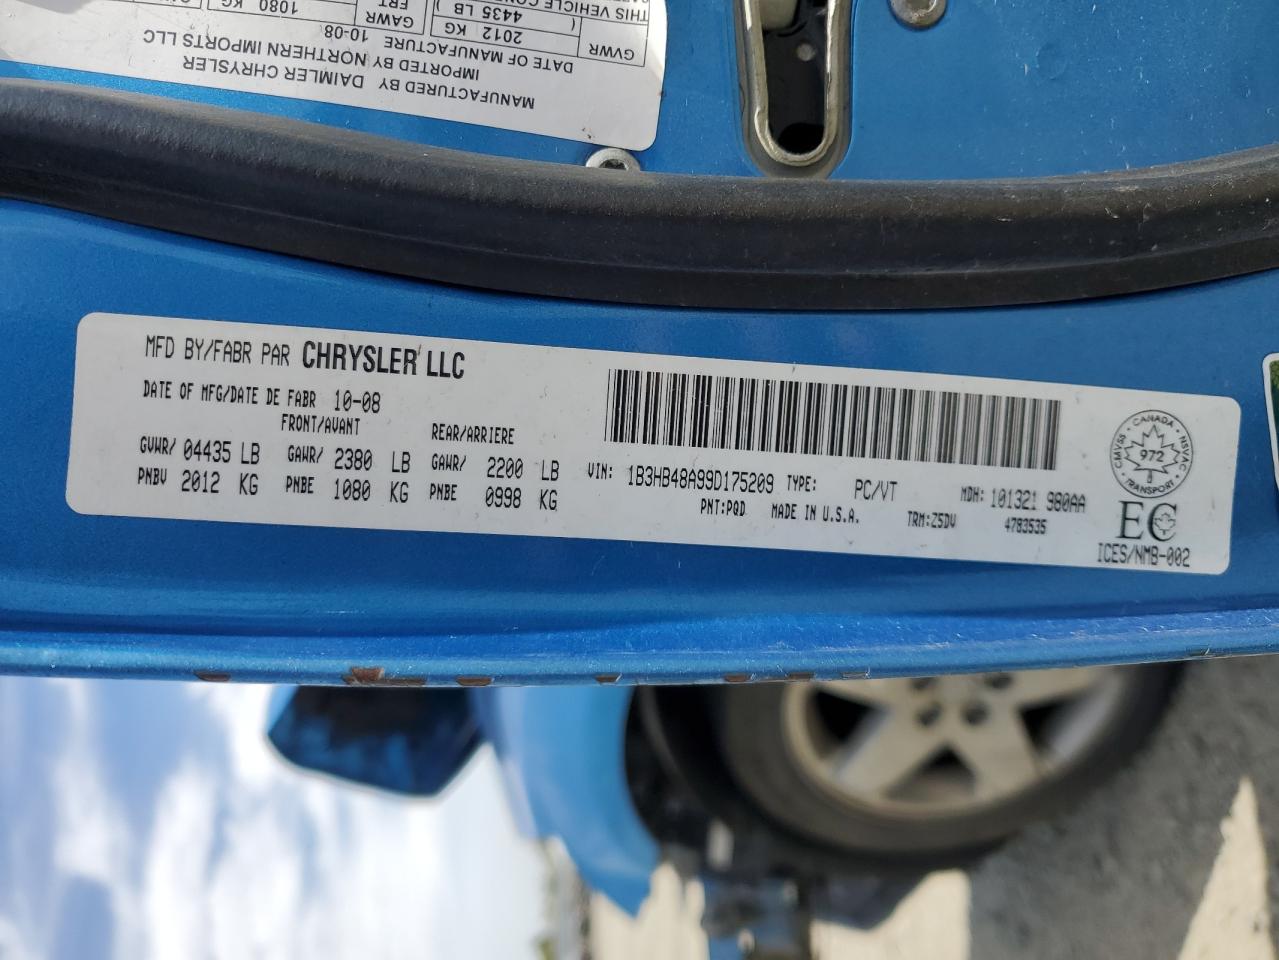 MANUFACTURED BY DAIMLER CHRYSLER
IMPORTED BY NORTHERN IMPORTS LLC
DATE OF MANUFACTURE 10-08
GVWR GAWR FRT
2012 KG 1080 KG
4435 LB
THIS VEHICLE
MFD BY/FABR PAR CHRYSLER LLC
DATE OF MFG/DATE DE FABR 10-08
FRONT/AVANT REAR/ARRIERE
GVWR/ 04435 LB GAWR/ 2380 LB GAWR/ 2200 LB
PNBV 2012 KG PNBE 1080 KG PNBE 0998 KG
VIN: 1B3HB48A99D175209 TYPE: PC/VT MDH: 101321 980AA
PNT:PQD MADE IN U.S.A. TRM:Z5DV 4783535
CANADA
CMVSS NSVAC
972
TRANSPORT
EC
ICES/NMB-002